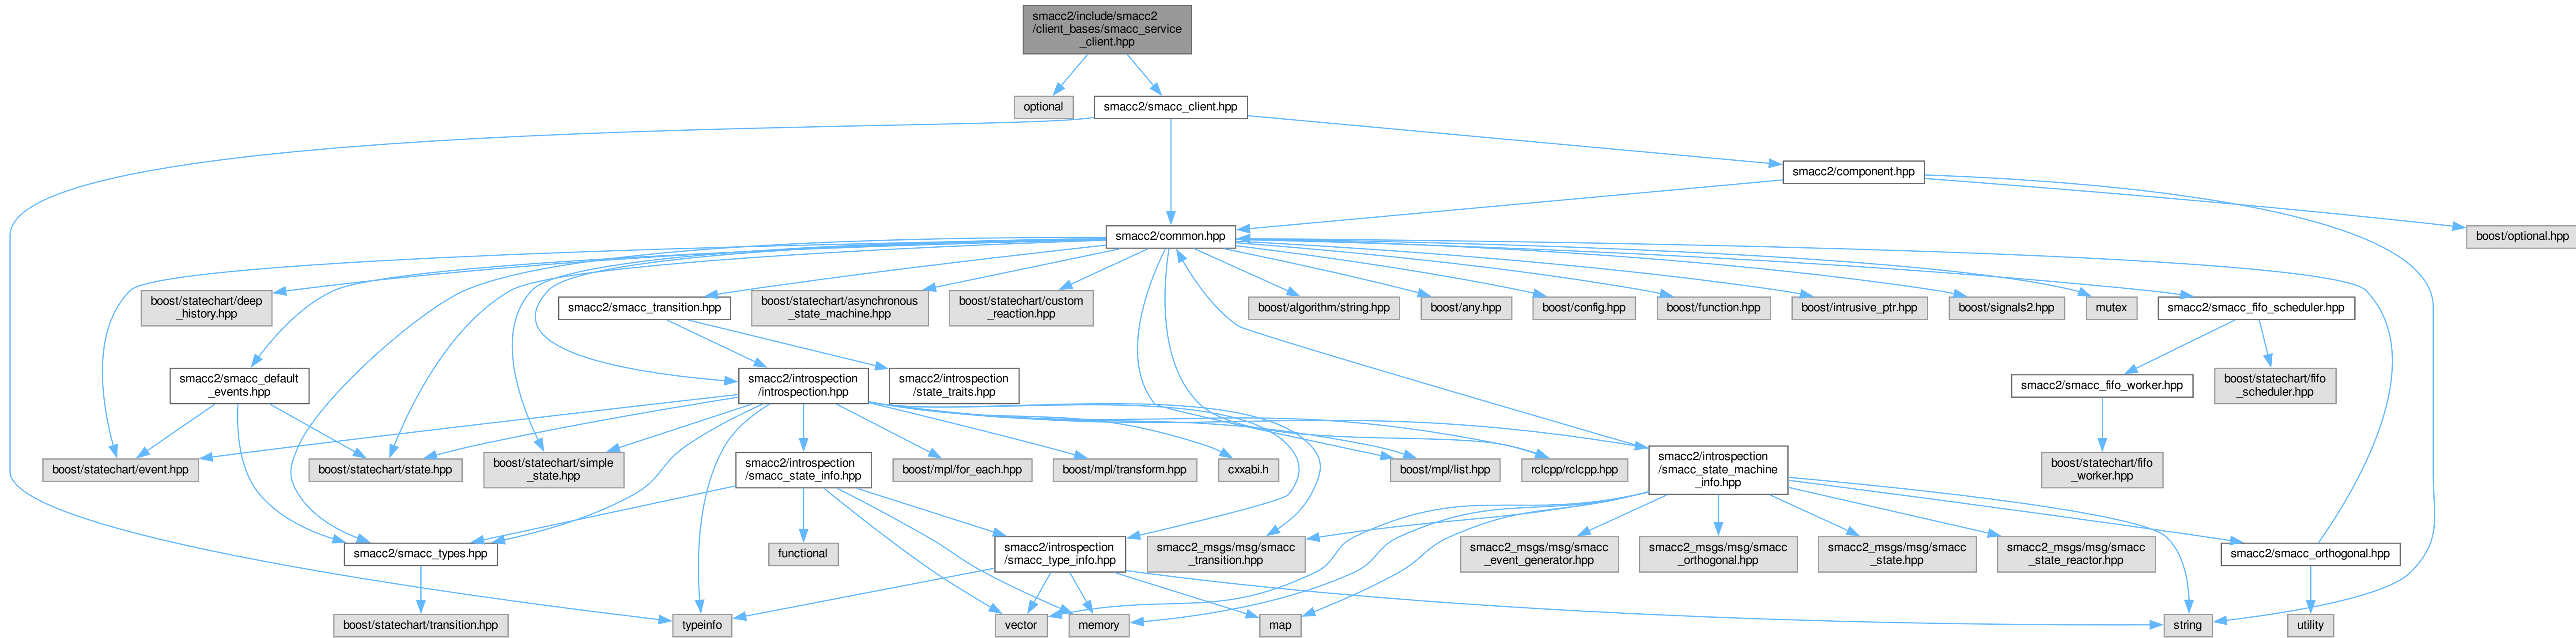 smacc2/include/smacc2
/client_bases/smacc_service
_client.hpp
optional
smacc2/smacc_client.hpp
smacc2/component.hpp
smacc2/common.hpp
boost/optional.hpp
boost/statechart/deep
_history.hpp
smacc2/smacc_transition.hpp
boost/statechart/asynchronous
_state_machine.hpp
boost/statechart/custom
_reaction.hpp
boost/algorithm/string.hpp
boost/any.hpp
boost/config.hpp
boost/function.hpp
boost/intrusive_ptr.hpp
boost/signals2.hpp
mutex
smacc2/smacc_fifo_scheduler.hpp
smacc2/smacc_default
_events.hpp
smacc2/introspection
/introspection.hpp
smacc2/introspection
/state_traits.hpp
smacc2/smacc_fifo_worker.hpp
boost/statechart/fifo
_scheduler.hpp
boost/statechart/event.hpp
boost/statechart/state.hpp
boost/statechart/simple
_state.hpp
smacc2/introspection
/smacc_state_info.hpp
boost/mpl/for_each.hpp
boost/mpl/transform.hpp
cxxabi.h
boost/mpl/list.hpp
rclcpp/rclcpp.hpp
smacc2/introspection
/smacc_state_machine
_info.hpp
boost/statechart/fifo
_worker.hpp
smacc2/smacc_types.hpp
functional
smacc2/introspection
/smacc_type_info.hpp
smacc2_msgs/msg/smacc
_transition.hpp
smacc2_msgs/msg/smacc
_event_generator.hpp
smacc2_msgs/msg/smacc
_orthogonal.hpp
smacc2_msgs/msg/smacc
_state.hpp
smacc2_msgs/msg/smacc
_state_reactor.hpp
smacc2/smacc_orthogonal.hpp
boost/statechart/transition.hpp
typeinfo
vector
memory
map
string
utility